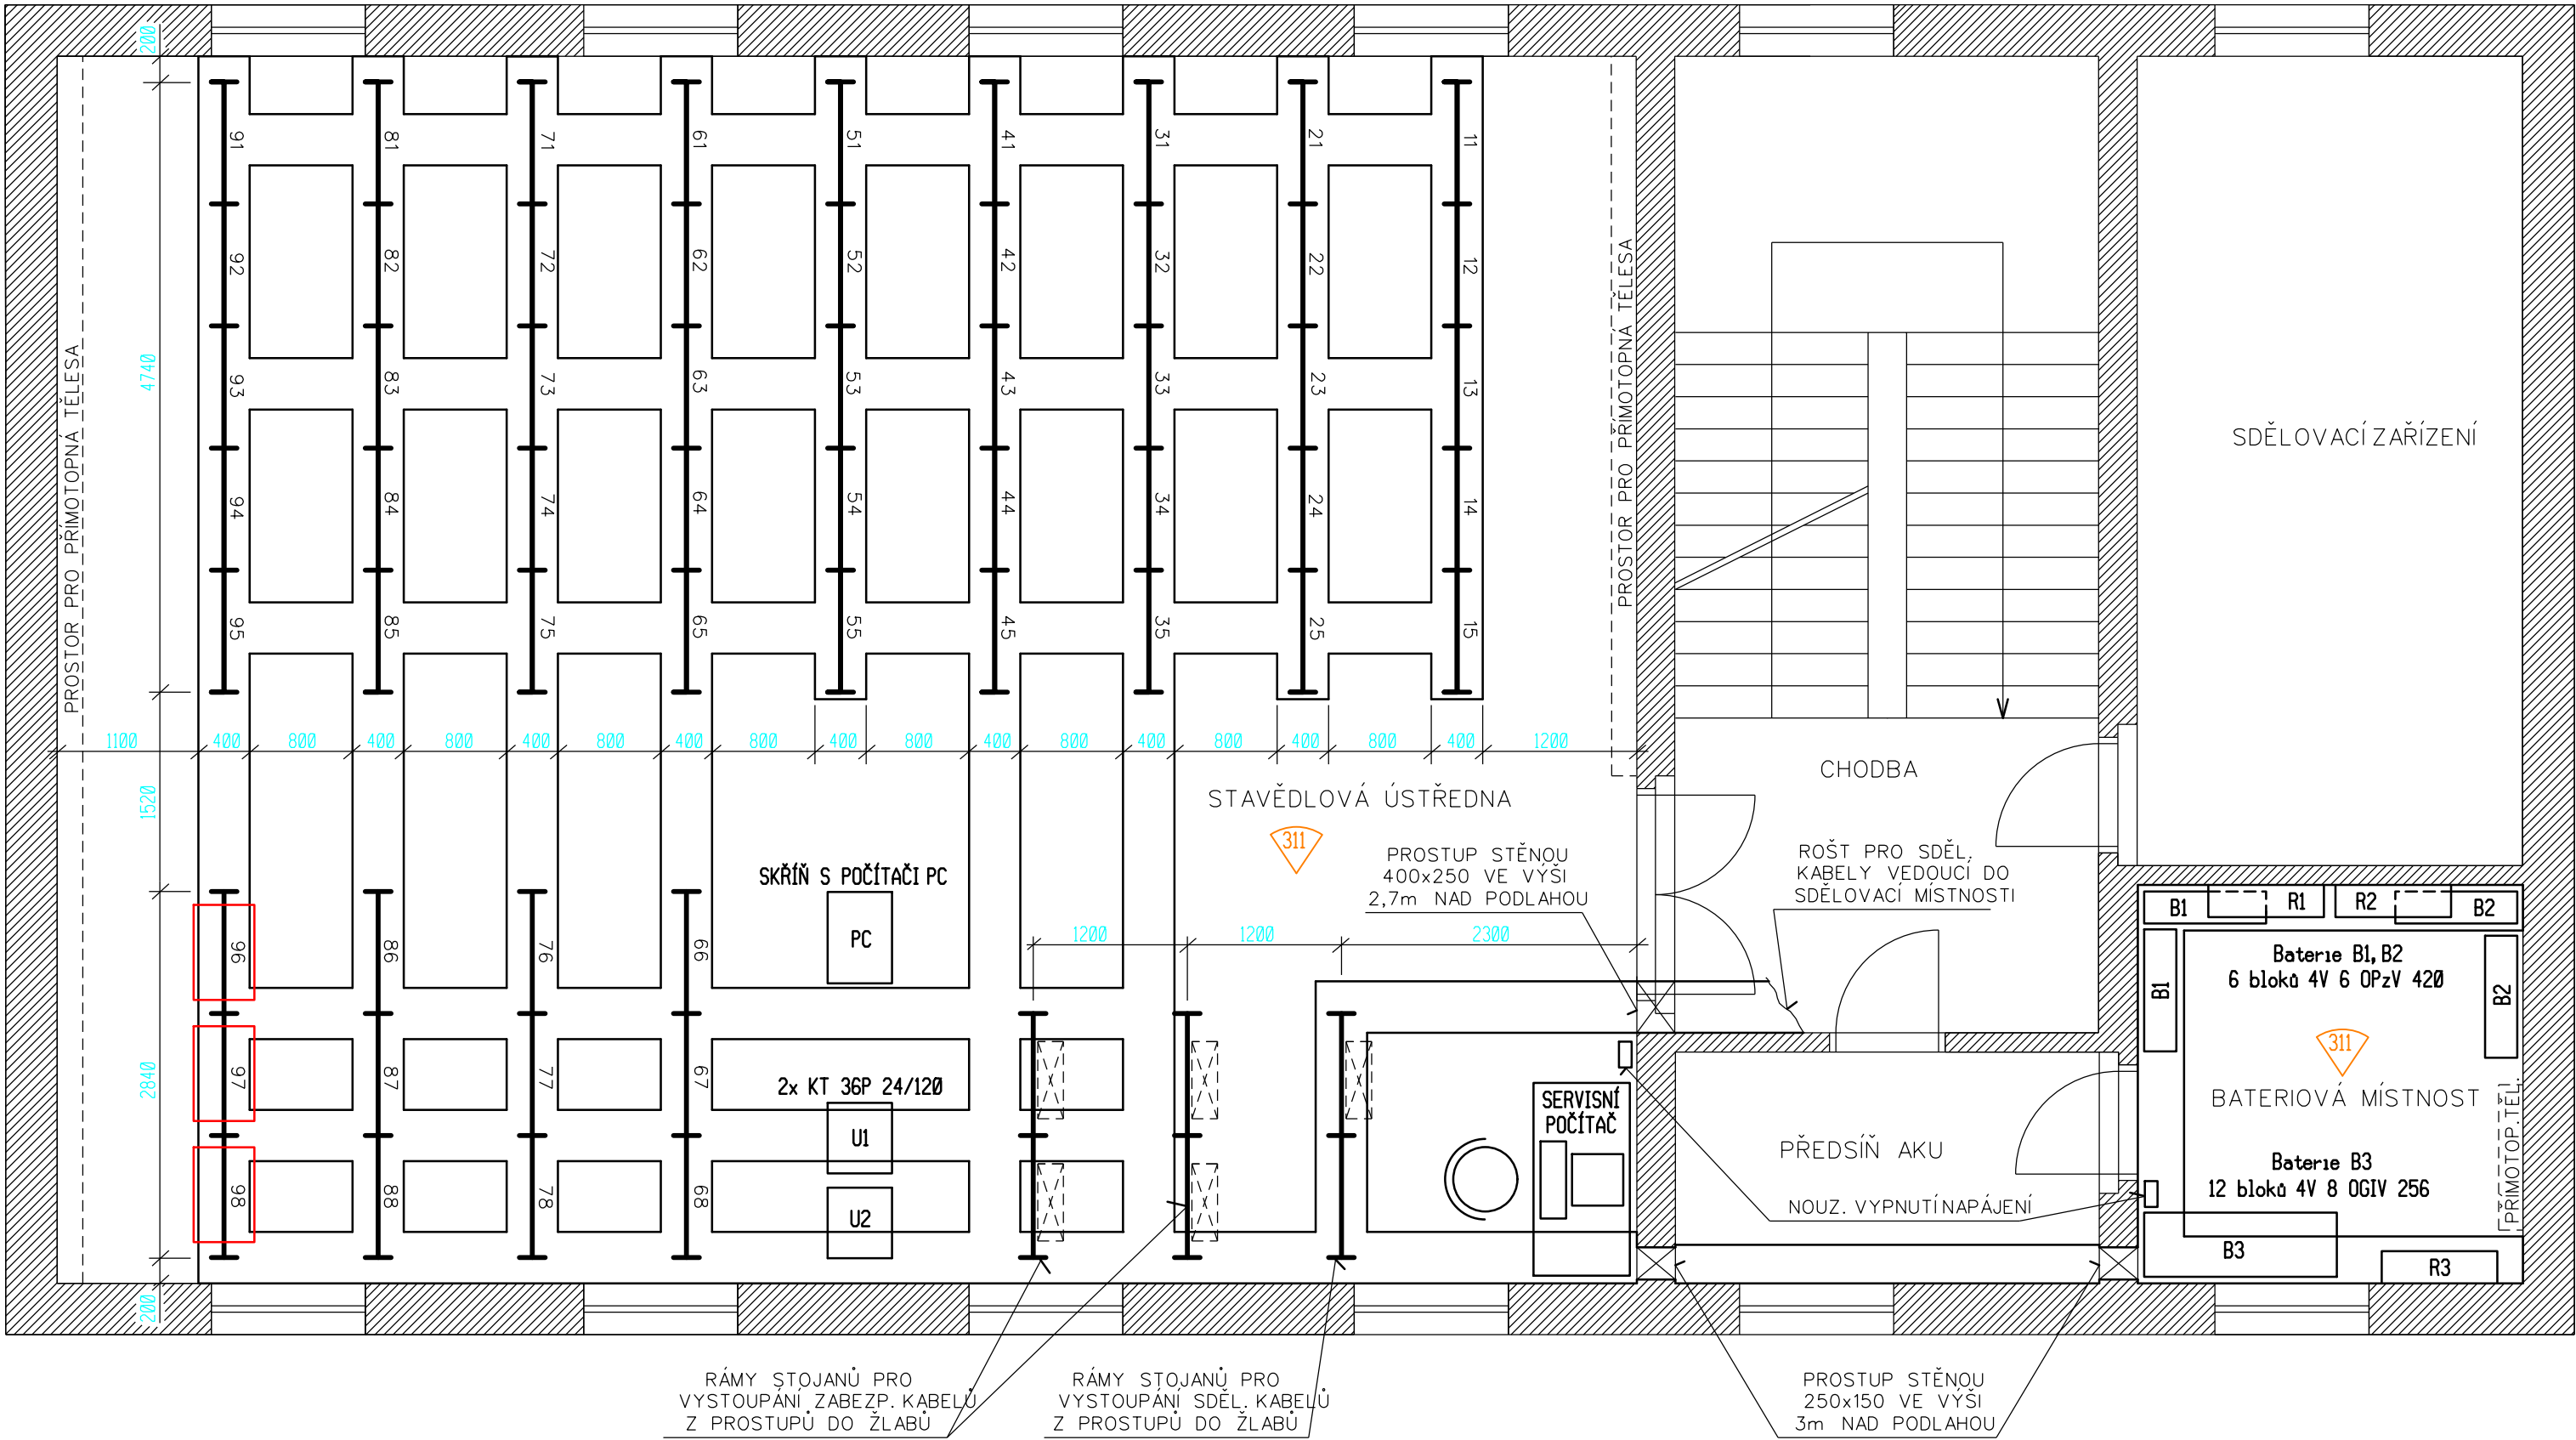 200
91
81
71
61
51
41
31
21
11
92
82
72
62
52
42
32
22
12
4740
93
83
73
63
53
43
33
23
13
94
84
74
64
54
44
34
24
14
95
85
75
65
55
45
35
25
15
PROSTOR PRO PŘÍMOTOPNÁ TĚLESA
PROSTOR PRO PŘÍMOTOPNÁ TĚLESA
SDĚLOVACÍ ZAŘÍZENÍ
1100
400
800
400
800
400
800
400
800
400
800
400
800
400
800
400
800
400
1200
1520
STAVĚDLOVÁ ÚSTŘEDNA
311
CHODBA
PROSTUP STĚNOU
400x250 VE VÝŠI
2,7m NAD PODLAHOU
ROŠT PRO SDĚL.
KABELY VEDOUCÍ DO
SDĚLOVACÍ MÍSTNOSTI
SKŘÍŇ S POČÍTAČI PC
PC
1200
1200
2300
96
86
76
66
2840
97
87
77
67
2x KT 36P 24/120
U1
98
88
78
68
U2
SERVISNÍ
POČÍTAČ
PŘEDSÍŇ AKU
NOUZ. VYPNUTÍ NAPÁJENÍ
B1
R1
R2
B2
Baterie B1, B2
6 bloků 4V 6 OPzV 420
B1
B2
311
BATERIOVÁ MÍSTNOST
PŘÍMOTOP. TĚL.
Baterie B3
12 bloků 4V 8 OGIV 256
B3
R3
200
RÁMY STOJANŮ PRO
VYSTOUPÁNÍ ZABEZP. KABELŮ
Z PROSTUPŮ DO ŽLABŮ
RÁMY STOJANŮ PRO
VYSTOUPÁNÍ SDĚL. KABELŮ
Z PROSTUPŮ DO ŽLABŮ
PROSTUP STĚNOU
250x150 VE VÝŠI
3m NAD PODLAHOU